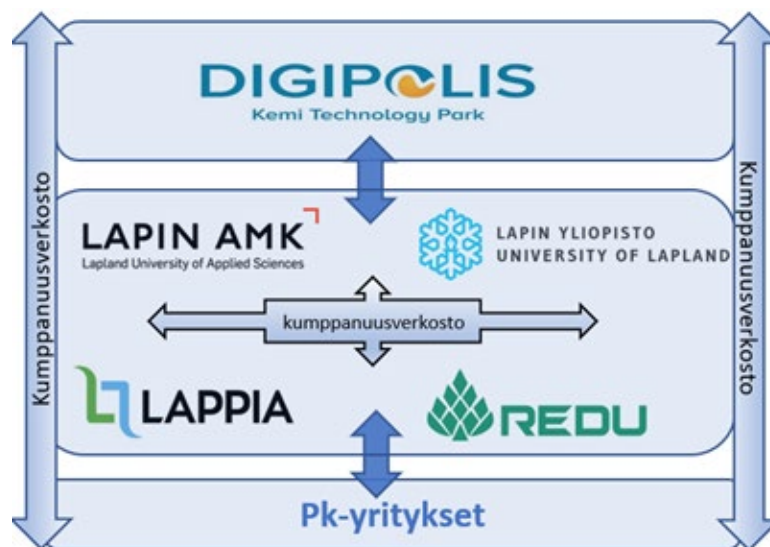 DIGIPOLIS
Kemi Technology Park
Kumppanuusverkosto
Kumppanuusverkosto
LAPIN AMK
Lapland University of Applied Sciences
LAPIN YLIOPISTO
UNIVERSITY OF LAPLAND
kumppanuusverkosto
LAPPIA
REDU
Pk-yritykset